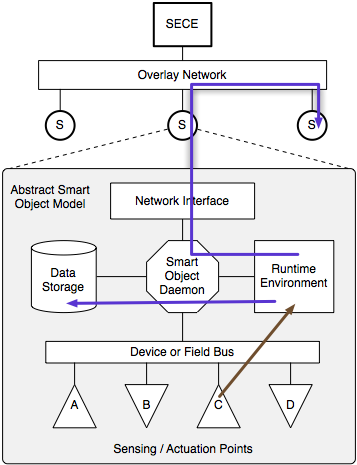 SECE
Overlay Network
S
S
S
Abstract Smart
Object Model
Network Interface
Data
Storage
Smart
Object
Daemon
Runtime
Environment
Device or Field Bus
A
B
C
D
Sensing / Actuation Points